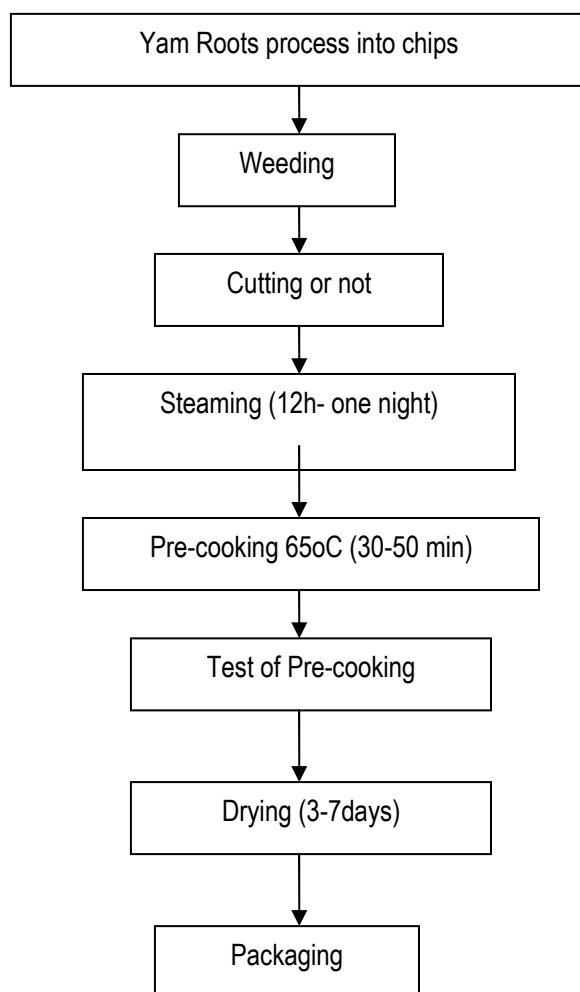 Yam Roots process into chips
Weeding
Cutting or not
Steaming (12h- one night)
Pre-cooking 65oC (30-50 min)
Test of Pre-cooking
Drying (3-7days)
Packaging